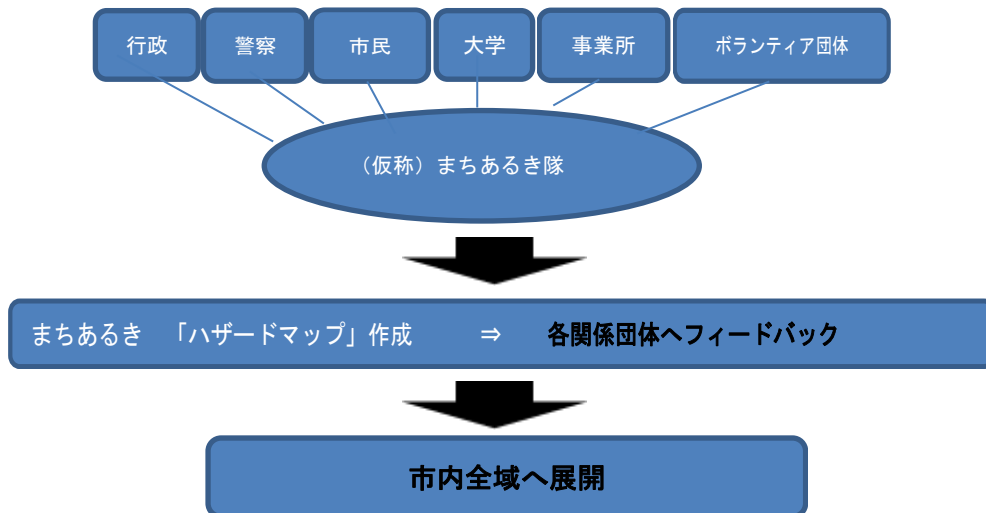 行政 警察 市民 大学 事業所 ボランティア団体
（仮称）まちあるき隊
まちあるき　「ハザードマップ」作成　⇒　各関係団体へフィードバック
市内全域へ展開